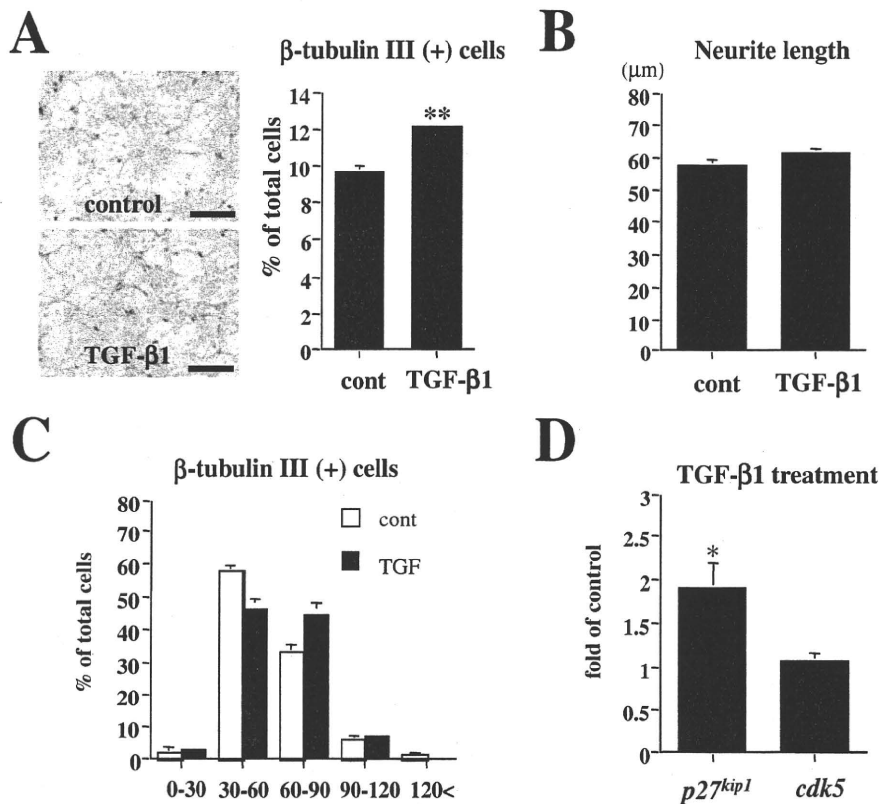 A
β-tubulin III (+) cells
control
TGF-β1
% of total cells
14
12
10
8
6
4
2
0
**
cont TGF-β1
B
Neurite length
(μm)
80
70
60
50
40
30
20
10
0
cont TGF-β1
C
β-tubulin III (+) cells
% of total cells
80
70
60
50
40
30
20
10
0
cont
TGF
0-30 30-60 60-90 90-120 120<
D
TGF-β1 treatment
fold of control
3
2.5
2
1.5
1
0.5
0
*
p27kip1 cdk5